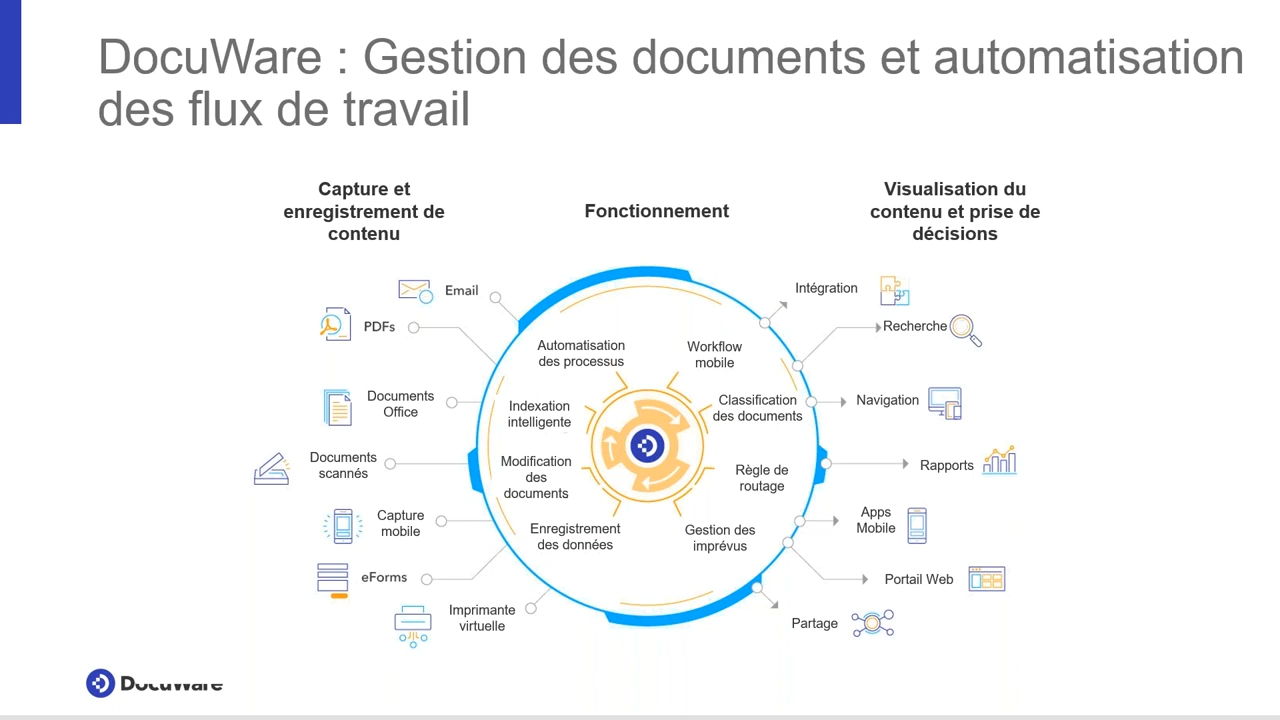 DocuWare : Gestion des documents et automatisation
des flux de travail
Capture et
enregistrement de
contenu
Fonctionnement
Visualisation du
contenu et prise de
décisions
Email
PDFs
Documents
Office
Documents
scannés
Capture
mobile
eForms
Imprimante
virtuelle
Automatisation
des processus
Workflow
mobile
Indexation
intelligente
Classification
des documents
Modification
des
documents
Règle de
routage
Enregistrement
des données
Gestion des
imprévus
Intégration
Recherche
Navigation
Rapports
Apps
Mobile
Portail Web
Partage
DocuWare